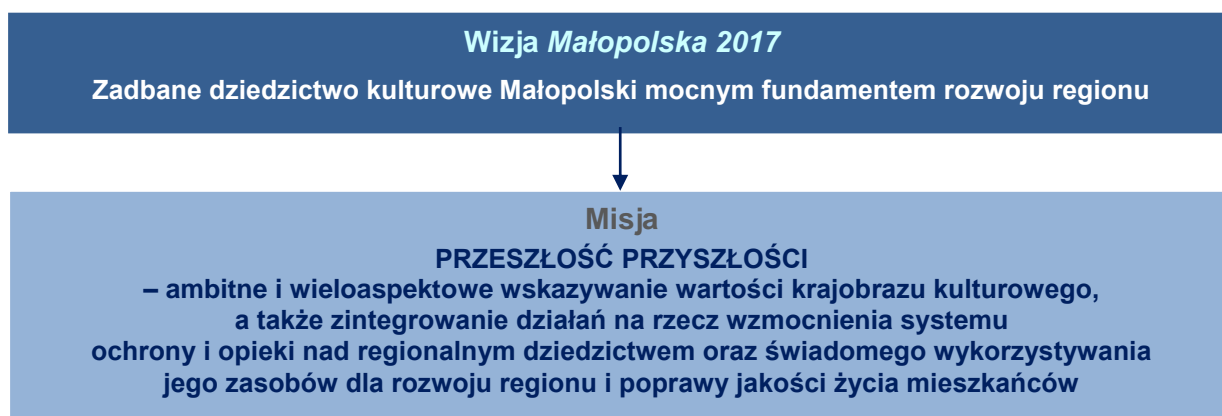 Wizja Małopolska 2017
Zadbane dziedzictwo kulturowe Małopolski mocnym fundamentem rozwoju regionu
Misja
PRZESZŁOŚĆ PRZYSZŁOŚCI
– ambitne i wieloaspektowe wskazywanie wartości krajobrazu kulturowego,
a także zintegrowanie działań na rzecz wzmocnienia systemu
ochrony i opieki nad regionalnym dziedzictwem oraz świadomego wykorzystywania
jego zasobów dla rozwoju regionu i poprawy jakości życia mieszkańców